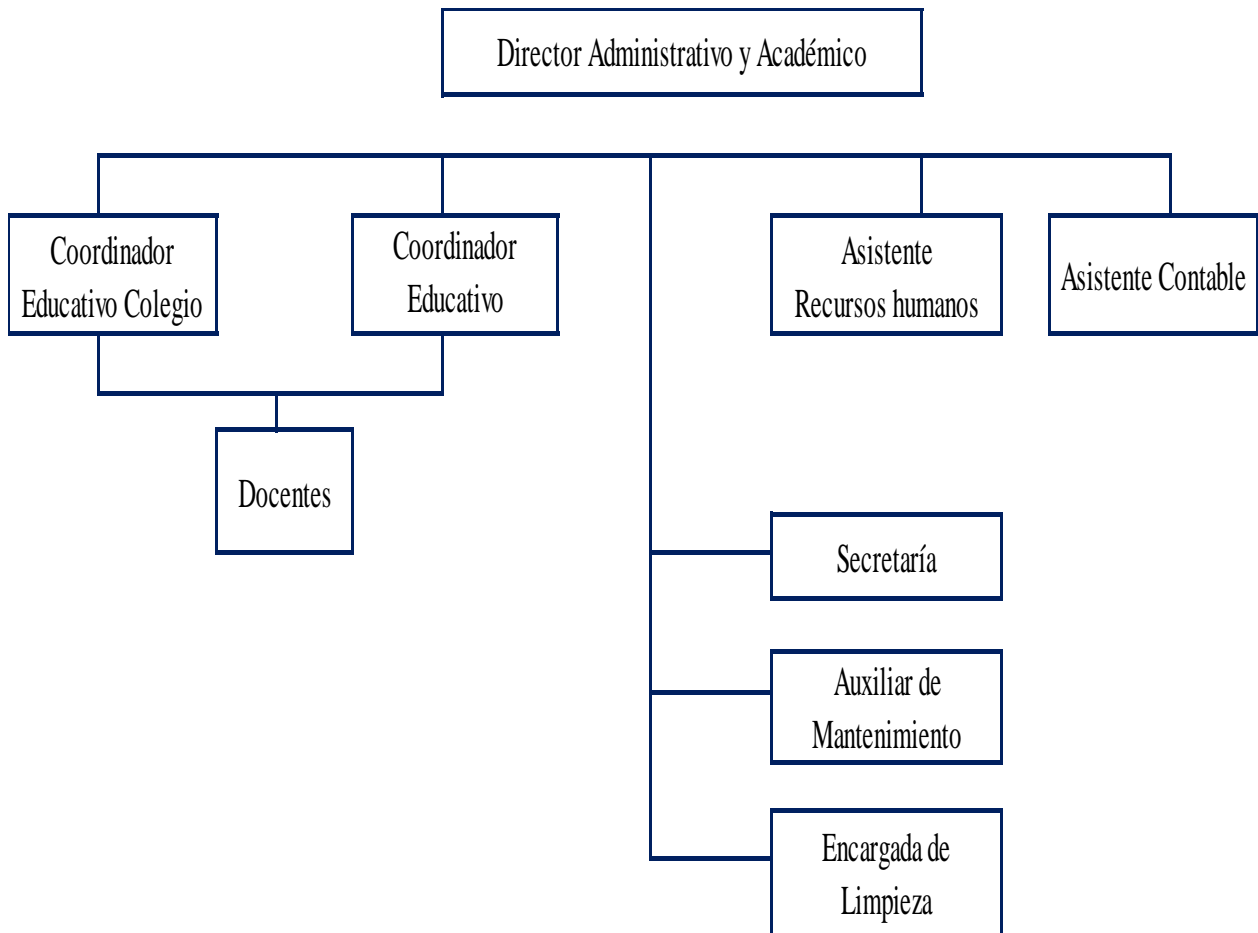 Director Administrativo y Académico
Coordinador
Educativo Colegio
Coordinador
Educativo
Asistente
Recursos humanos
Asistente Contable
Docentes
Secretaría
Auxiliar de
Mantenimiento
Encargada de
Limpieza